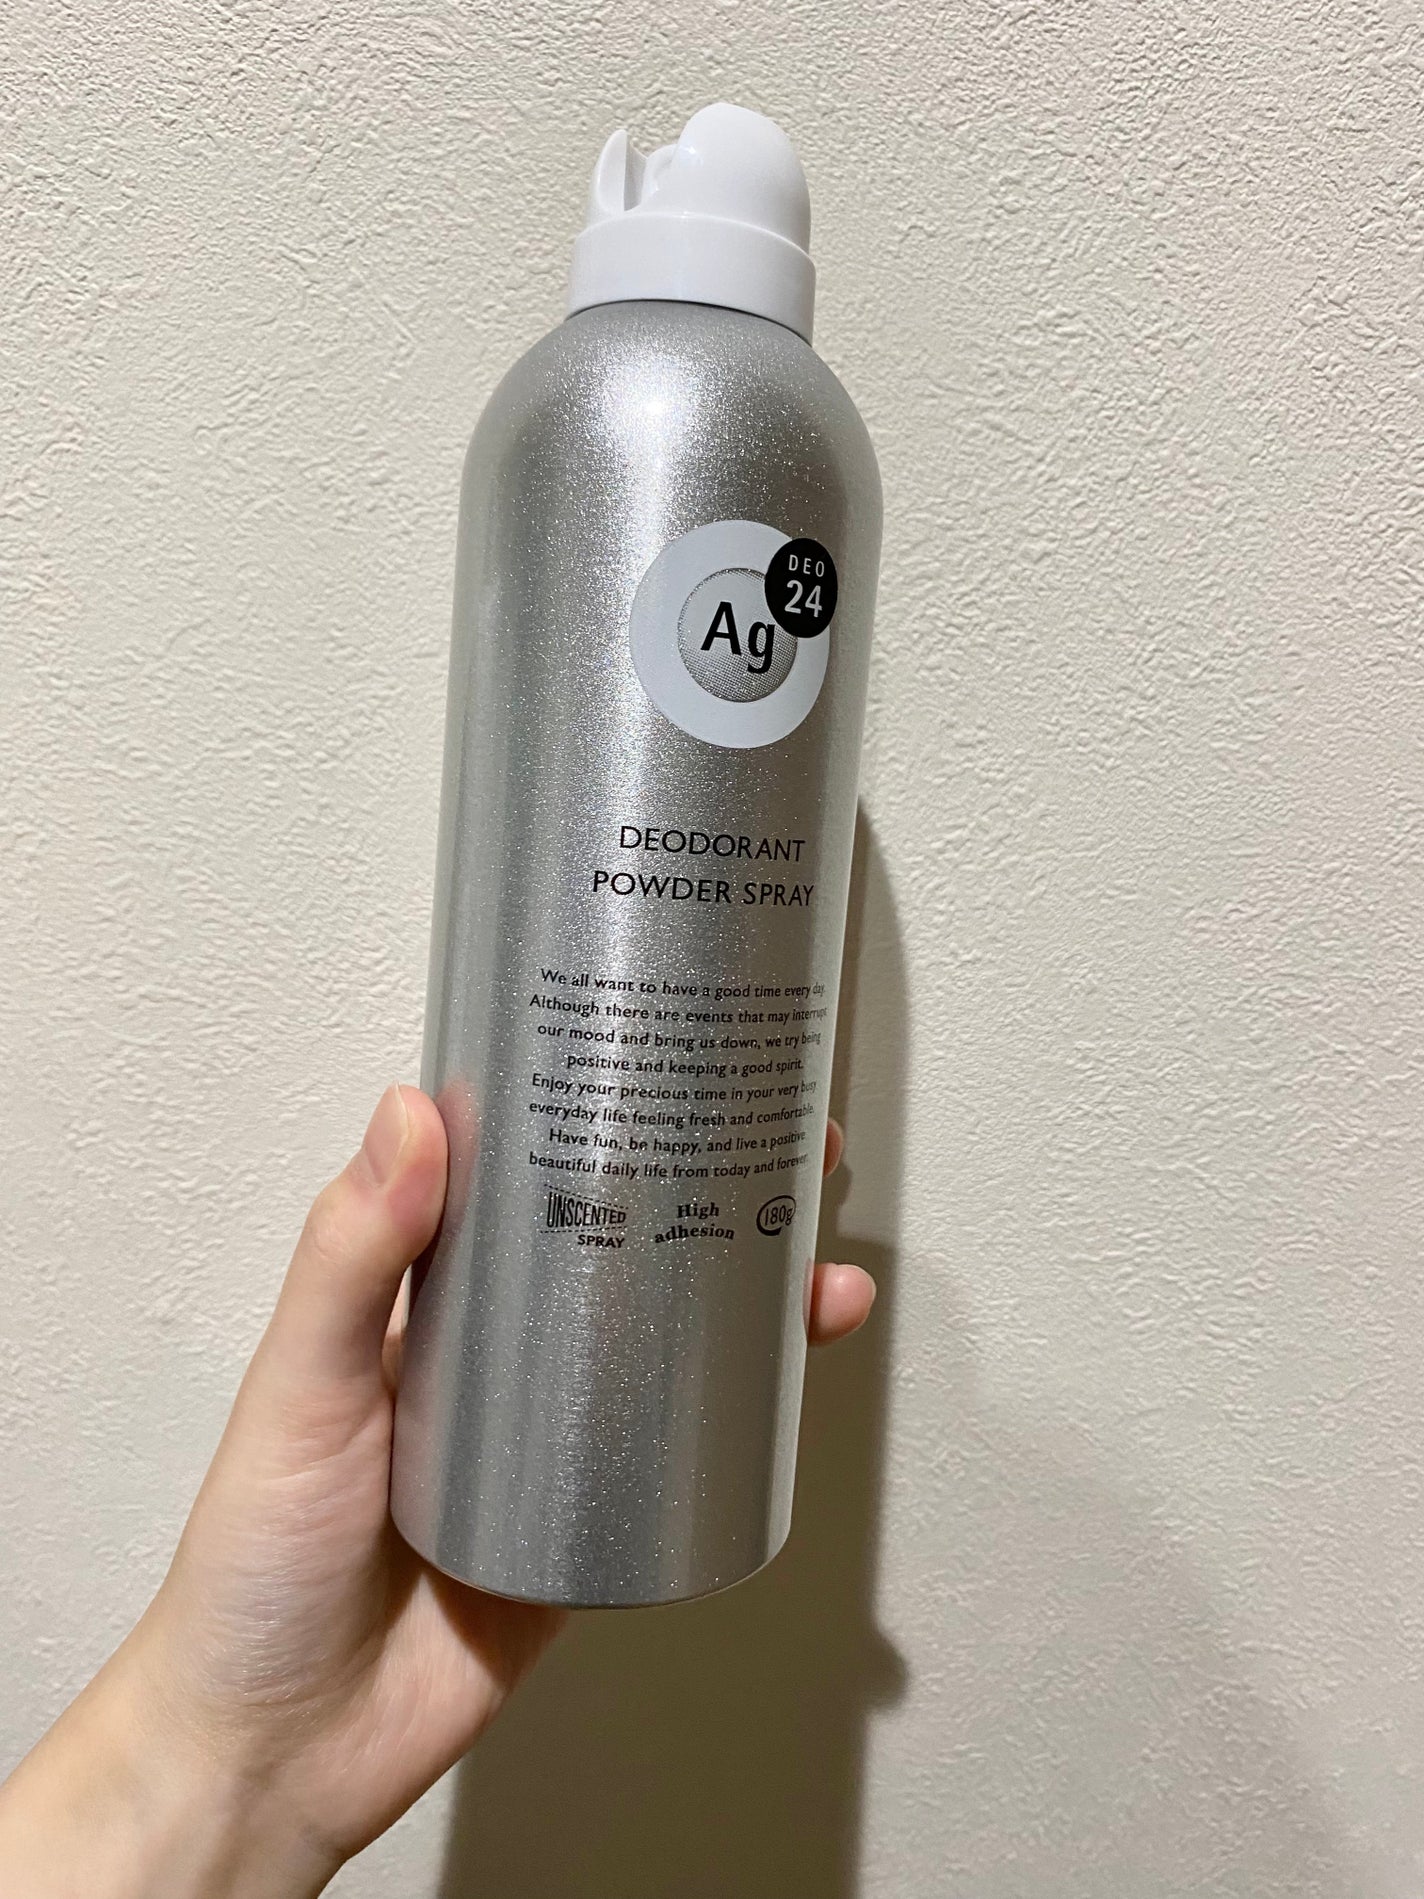 DEO
24
Ag
DEODORANT
POWDER SPRAY
We all want to have a good time every day.
Although there are events that may interrupt
our mood and bring us down, we try being
positive and keeping a good spirit.
Enjoy your precious time in your very busy
everyday life feeling fresh and comfortable.
Have fun, be happy, and live a positive
beautiful daily life from today and forever.
UNSCENTED
SPRAY
High
adhesion
180g